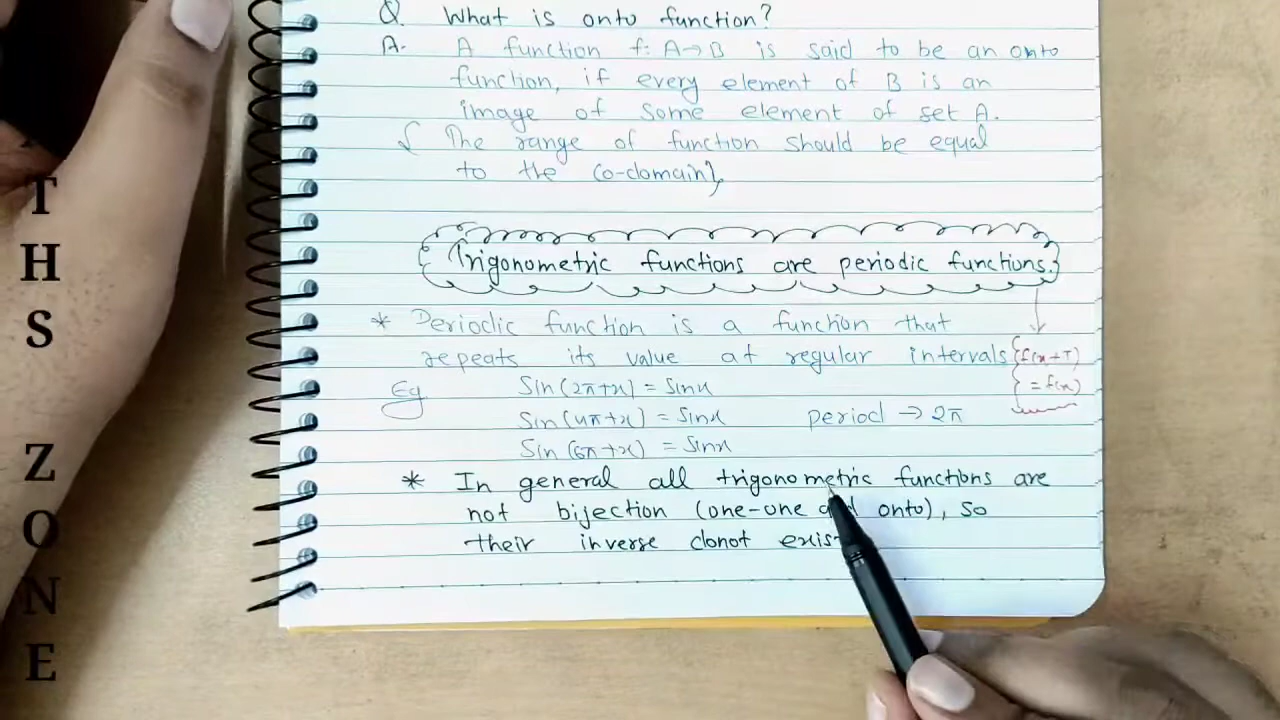 Q. What is onto function?
A. A function f: A→B is said to be an onto
function, if every element of B is an
image of some element of set A.
{ The range of function should be equal
to the co-domain}
Trigonometric functions are periodic functions.
* Periodic function is a function that
repeats its value at regular intervals {f(x+T)
= f(x)
Eg Sin(2π+x) = sinx
Sin(4π+x) = sinx period → 2π
Sin(6π+x) = sinx
* In general all trigonometric functions are
not bijection (one-one and onto), so
their inverse donot exist
THS ZONE